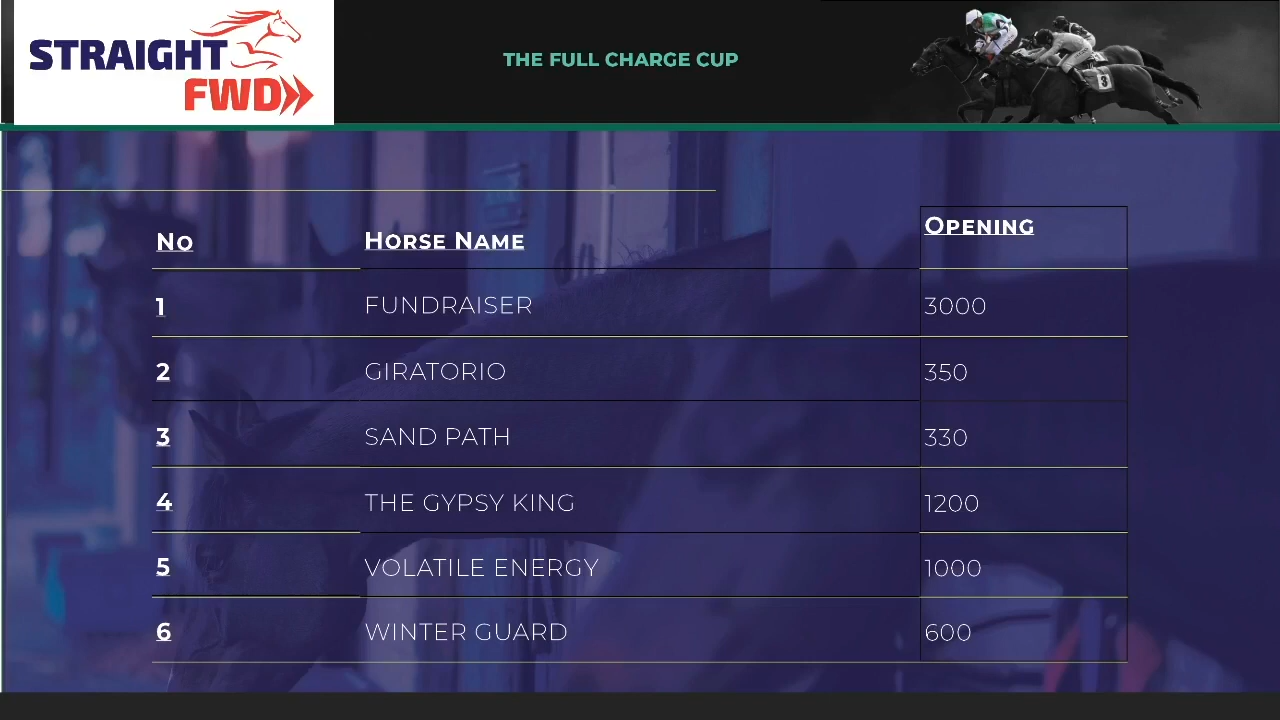 STRAIGHT
FWD
THE FULL CHARGE CUP
3
No Horse Name Opening
1 FUNDRAISER 3000
2 GIRATORIO 350
3 SAND PATH 330
4 THE GYPSY KING 1200
5 VOLATILE ENERGY 1000
6 WINTER GUARD 600